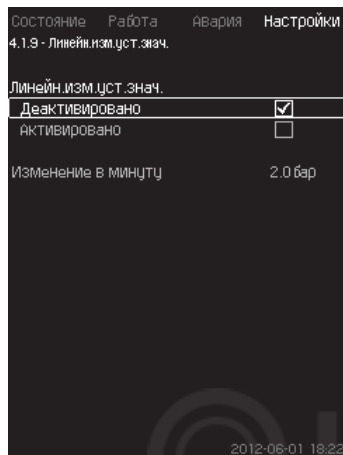 Состояние Работа Авария Настройки
4.1.9 - Линейн.изм.уст.знач.
Линейн.изм.уст.знач.
Деактивировано
Активировано
Изменение в минуту 2.0 бар
2012-06-01 18:22